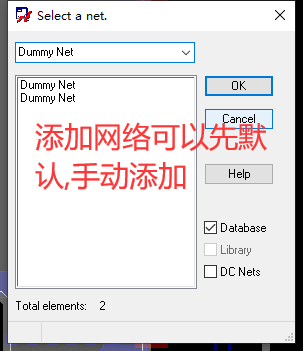 Select a net.
Dummy Net
Dummy Net
Dummy Net
OK
Cancel
Help
添加网络可以先默
认,手动添加
Database
Library
DC Nets
Total elements: 2